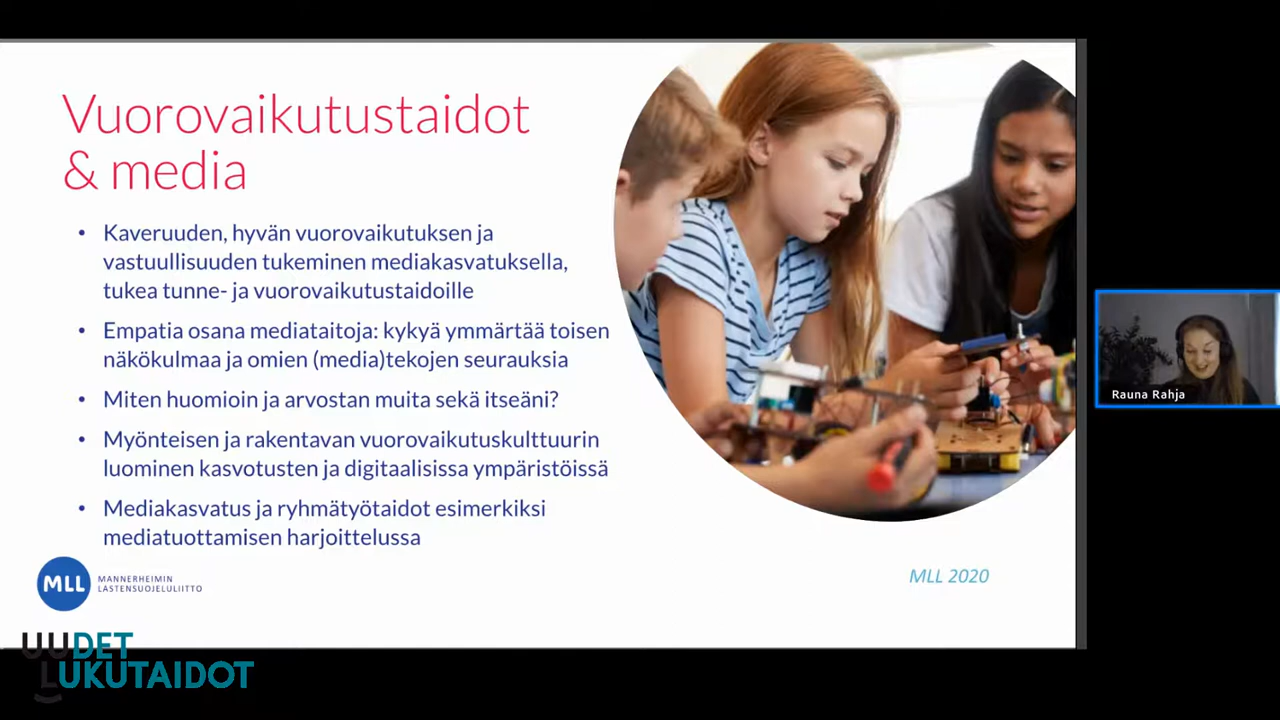 Vuorovaikutustaidot
& media
• Kaveruuden, hyvän vuorovaikutuksen ja
vastuullisuuden tukeminen mediakasvatuksella,
tukea tunne- ja vuorovaikutustaidoille
• Empatia osana mediataitoja: kykyä ymmärtää toisen
näkökulmaa ja omien (media)tekojen seurauksia
• Miten huomioin ja arvostan muita sekä itseäni?
• Myönteisen ja rakentavan vuorovaikutuskulttuurin
luominen kasvotusten ja digitaalisissa ympäristöissä
• Mediakasvatus ja ryhmätyötaidot esimerkiksi
mediatuottamisen harjoittelussa
MLL
MANNERHEIMIN
LASTENSUOJELULIITTO
MLL 2020
UUDET
LUKUTAIDOT
Rauna Rahja